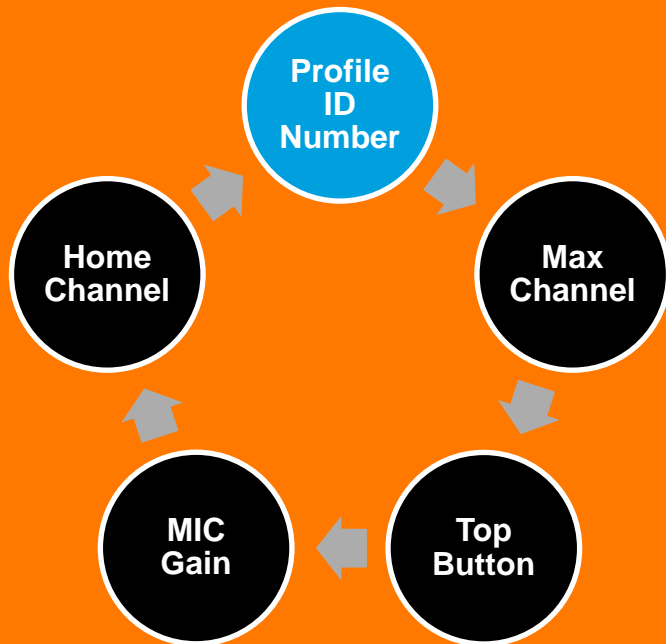 Profile
ID
Number
Max
Channel
Top
Button
MIC
Gain
Home
Channel